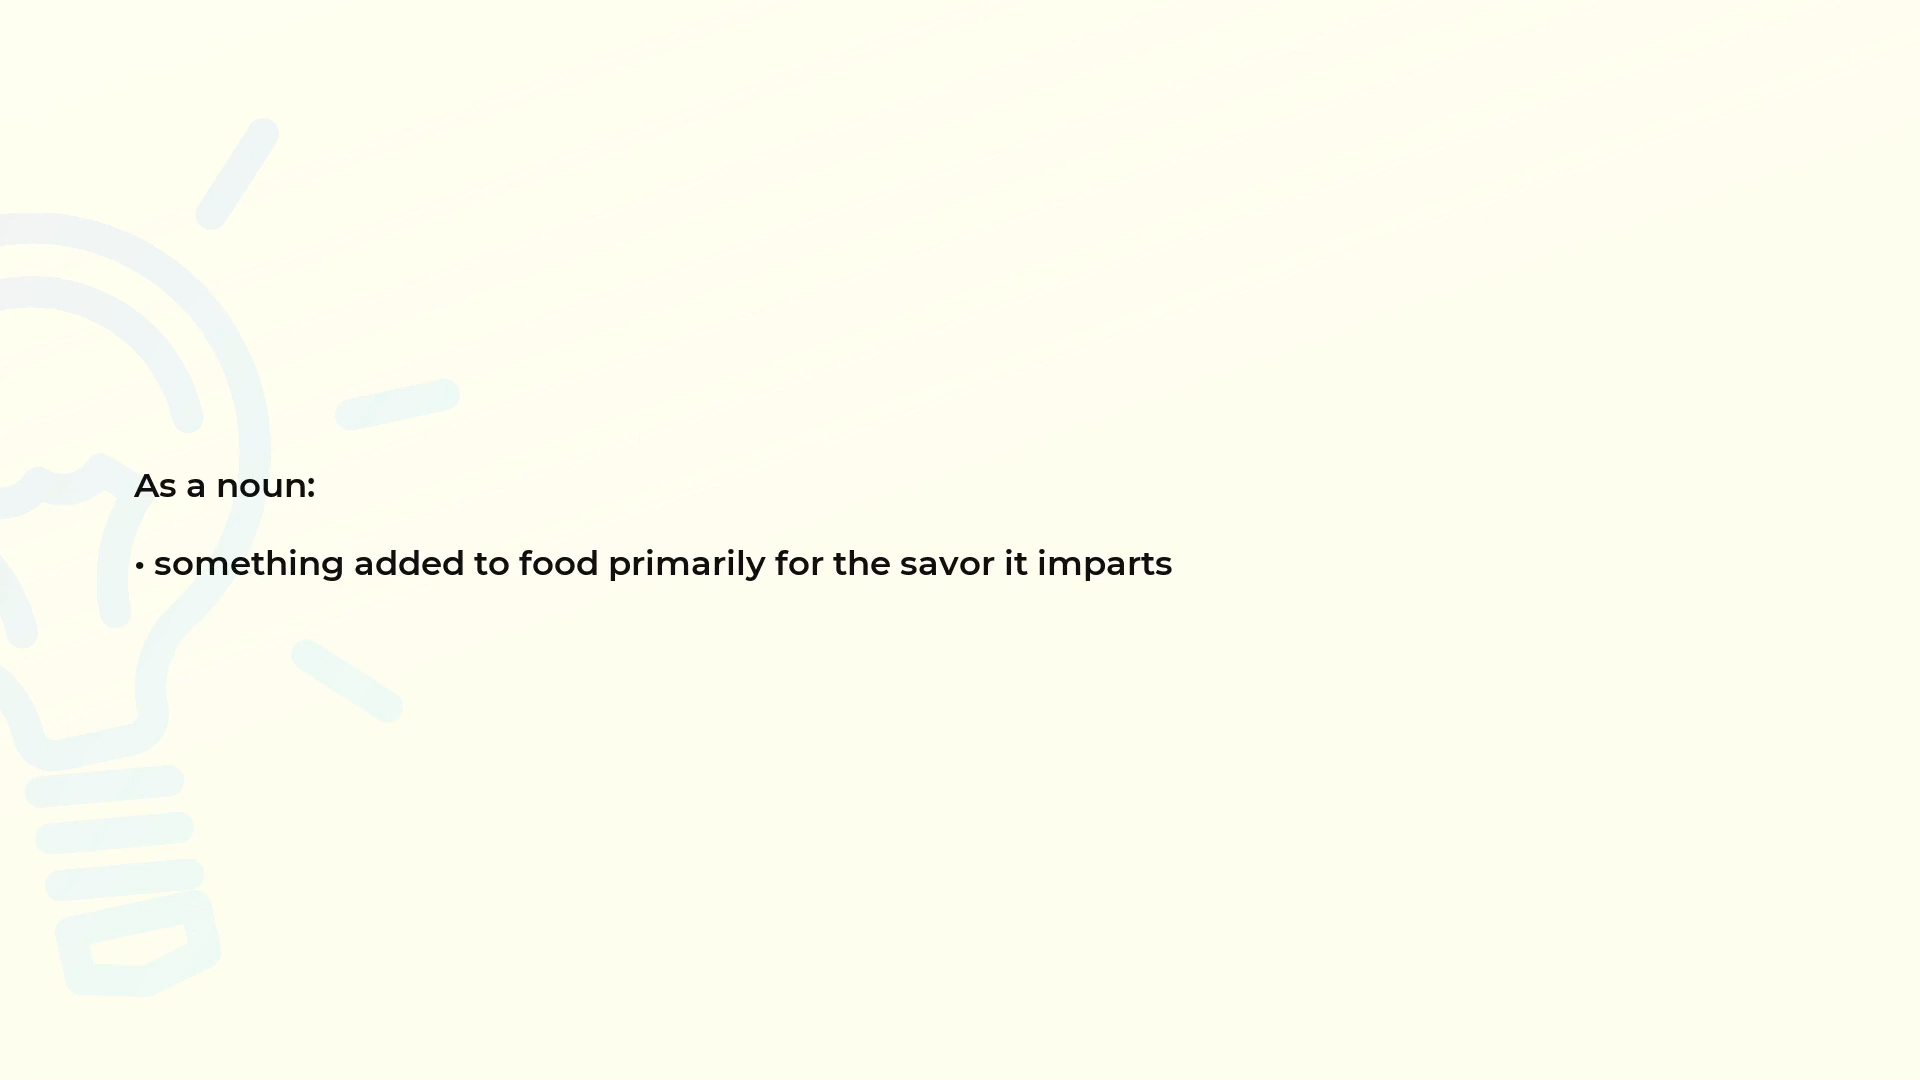 As a noun:
• something added to food primarily for the savor it imparts